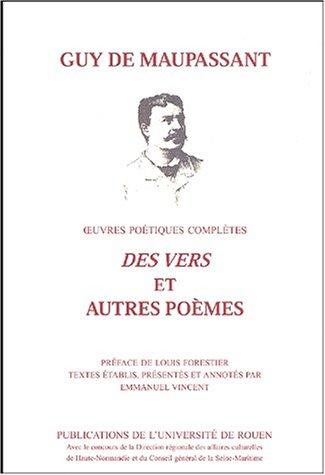 GUY DE MAUPASSANT
ŒUVRES POÉTIQUES COMPLÈTES
DES VERS
ET
AUTRES POÈMES
PRÉFACE DE LOUIS FORESTIER
TEXTES ÉTABLIS, PRÉSENTÉS ET ANNOTÉS PAR
EMMANUEL VINCENT
PUBLICATIONS DE L'UNIVERSITÉ DE ROUEN
Avec le concours de la Direction régionale des affaires culturelles
de Haute-Normandie et du Conseil général de la Seine-Maritime